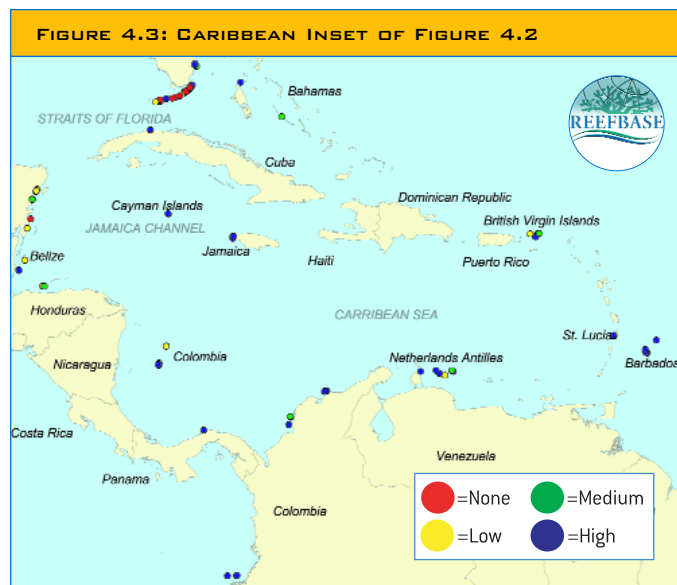 FIGURE 4.3: CARIBBEAN INSET OF FIGURE 4.2
Bahamas
REEFBASE
STRAITS OF FLORIDA
Cuba
Cayman Islands
Dominican Republic
British Virgin Islands
JAMAICA CHANNEL
Jamaica
Haiti
Puerto Rico
Belize
Honduras
CARRIBEAN SEA
St. Lucia
Nicaragua
Colombia
Netherlands Antilles
Barbados
Costa Rica
Venezuela
Panama
Colombia
=None
=Medium
=Low
=High